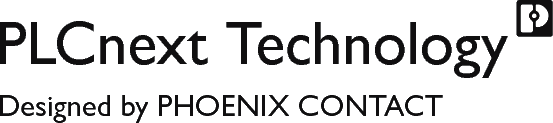 PLCnext Technology
Designed by PHOENIX CONTACT